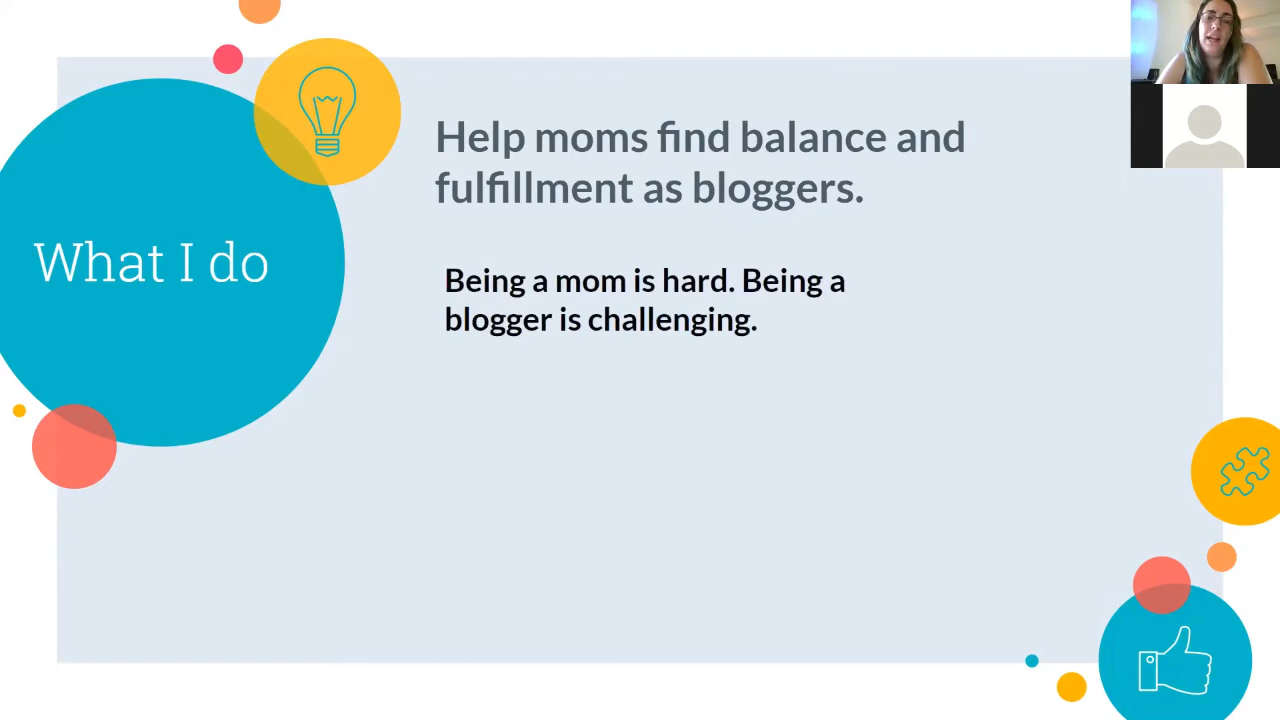 What I do
Help moms find balance and
fulfillment as bloggers.
Being a mom is hard. Being a
blogger is challenging.